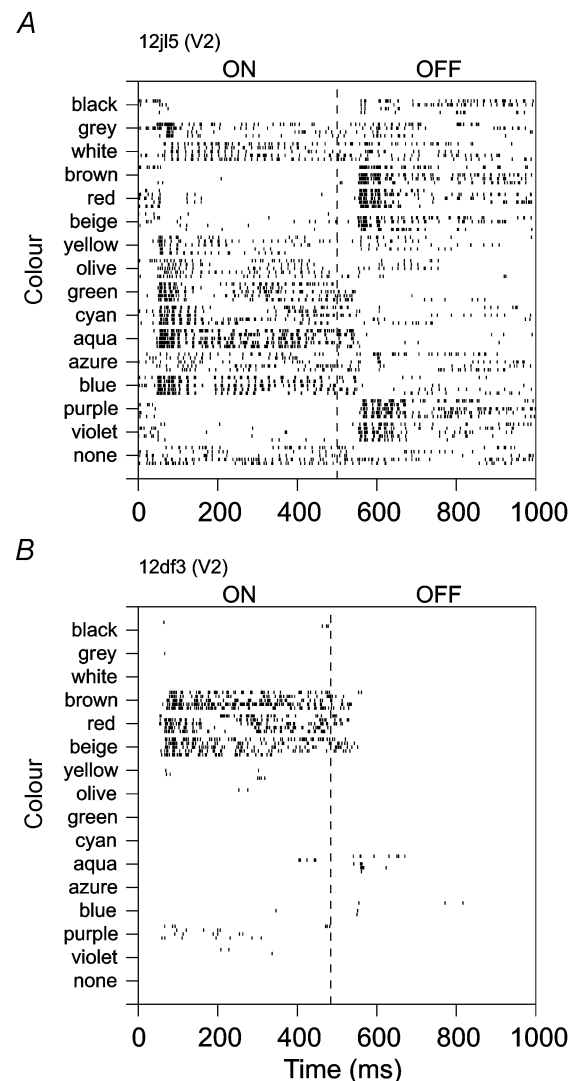 A
12jl5 (V2)
ON OFF
Colour
black
grey
white
brown
red
beige
yellow
olive
green
cyan
aqua
azure
blue
purple
violet
none
0 200 400 600 800 1000
B
12df3 (V2)
ON OFF
Colour
black
grey
white
brown
red
beige
yellow
olive
green
cyan
aqua
azure
blue
purple
violet
none
0 200 400 600 800 1000
Time (ms)